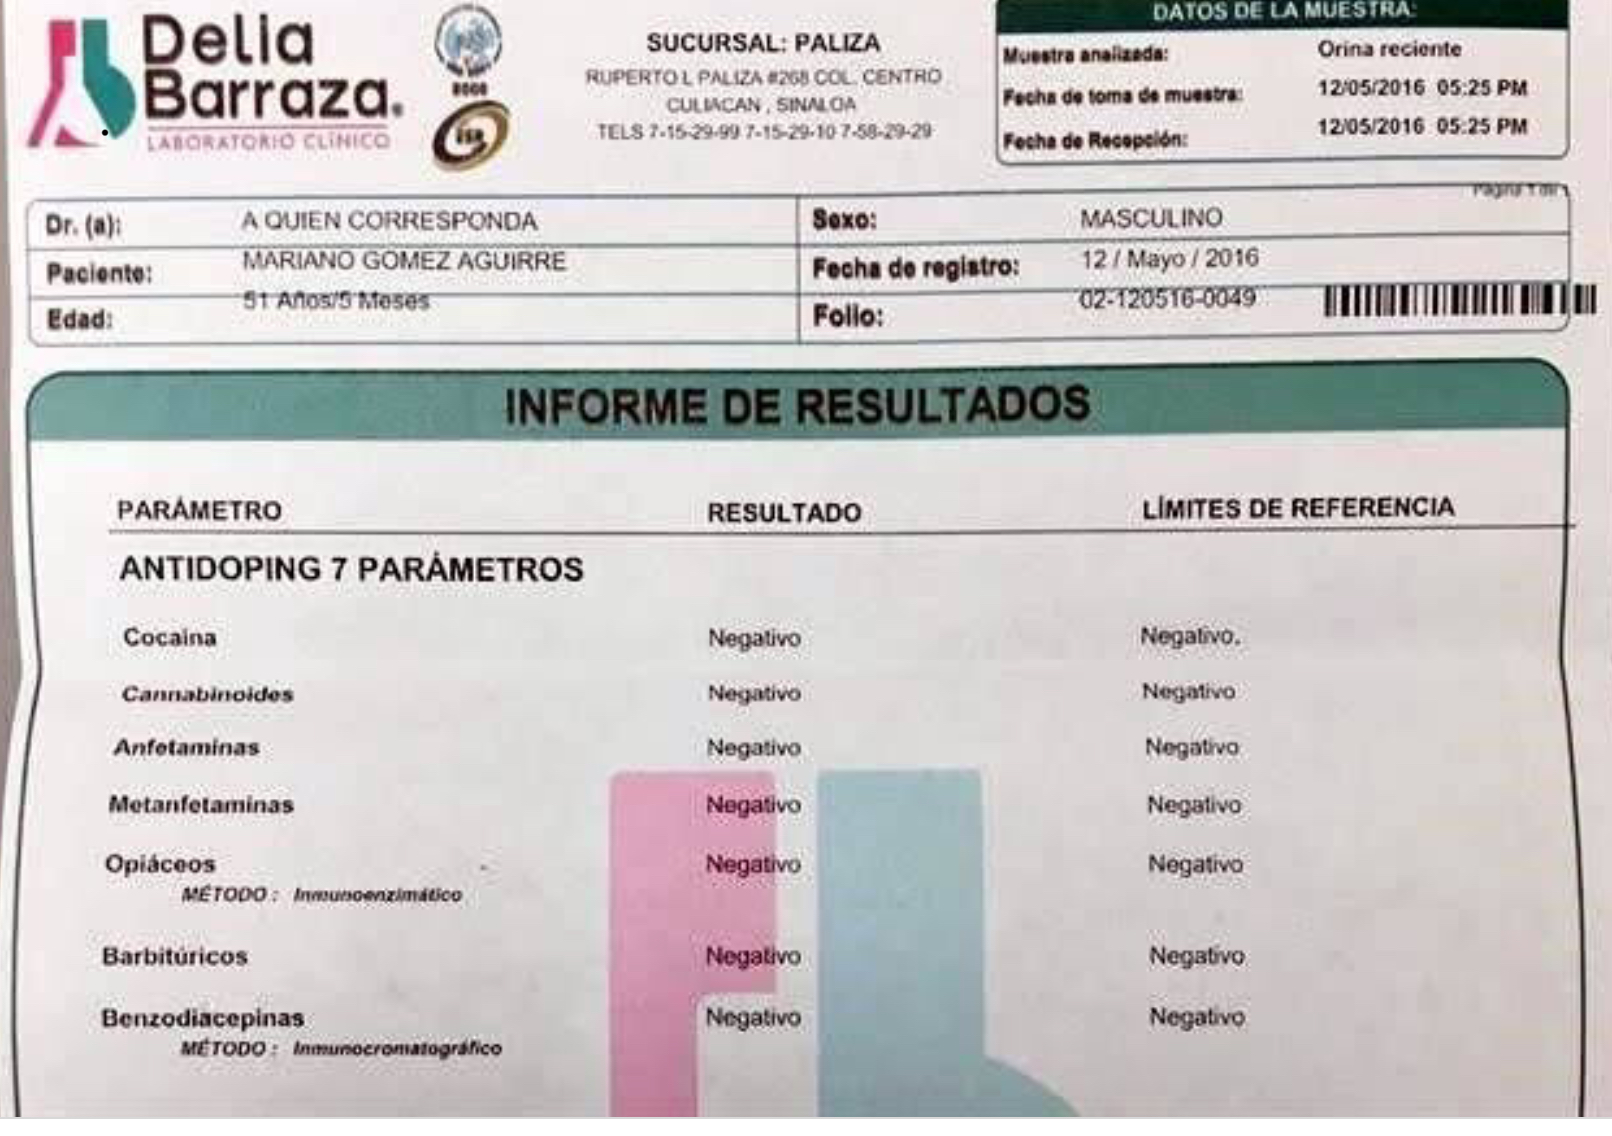 Delia
Barraza®
LABORATORIO CLÍNICO
SUCURSAL: PALIZA
RUPERTO L PALIZA #268 COL. CENTRO
CULIACAN , SINALOA
TELS 7-15-29-99 7-15-29-10 7-58-29-29
DATOS DE LA MUESTRA:
Muestra analizada: Orina reciente
Fecha de toma de muestra: 12/05/2016 05:25 PM
Fecha de Recepción: 12/05/2016 05:25 PM
Página 1
Dr. (a): A QUIEN CORRESPONDA Sexo: MASCULINO
Paciente: MARIANO GOMEZ AGUIRRE Fecha de registro: 12 / Mayo / 2016
Edad: 51 Años/5 Meses Folio: 02-120516-0049
INFORME DE RESULTADOS
PARÁMETRO RESULTADO LÍMITES DE REFERENCIA
ANTIDOPING 7 PARÁMETROS
Cocaina Negativo Negativo.
Cannabinoides Negativo Negativo
Anfetaminas Negativo Negativo
Metanfetaminas Negativo Negativo
Opiáceos Negativo Negativo
MÉTODO : Inmunoenzimático
Barbitúricos Negativo Negativo
Benzodiacepinas Negativo Negativo
MÉTODO : Inmunocromatográfico